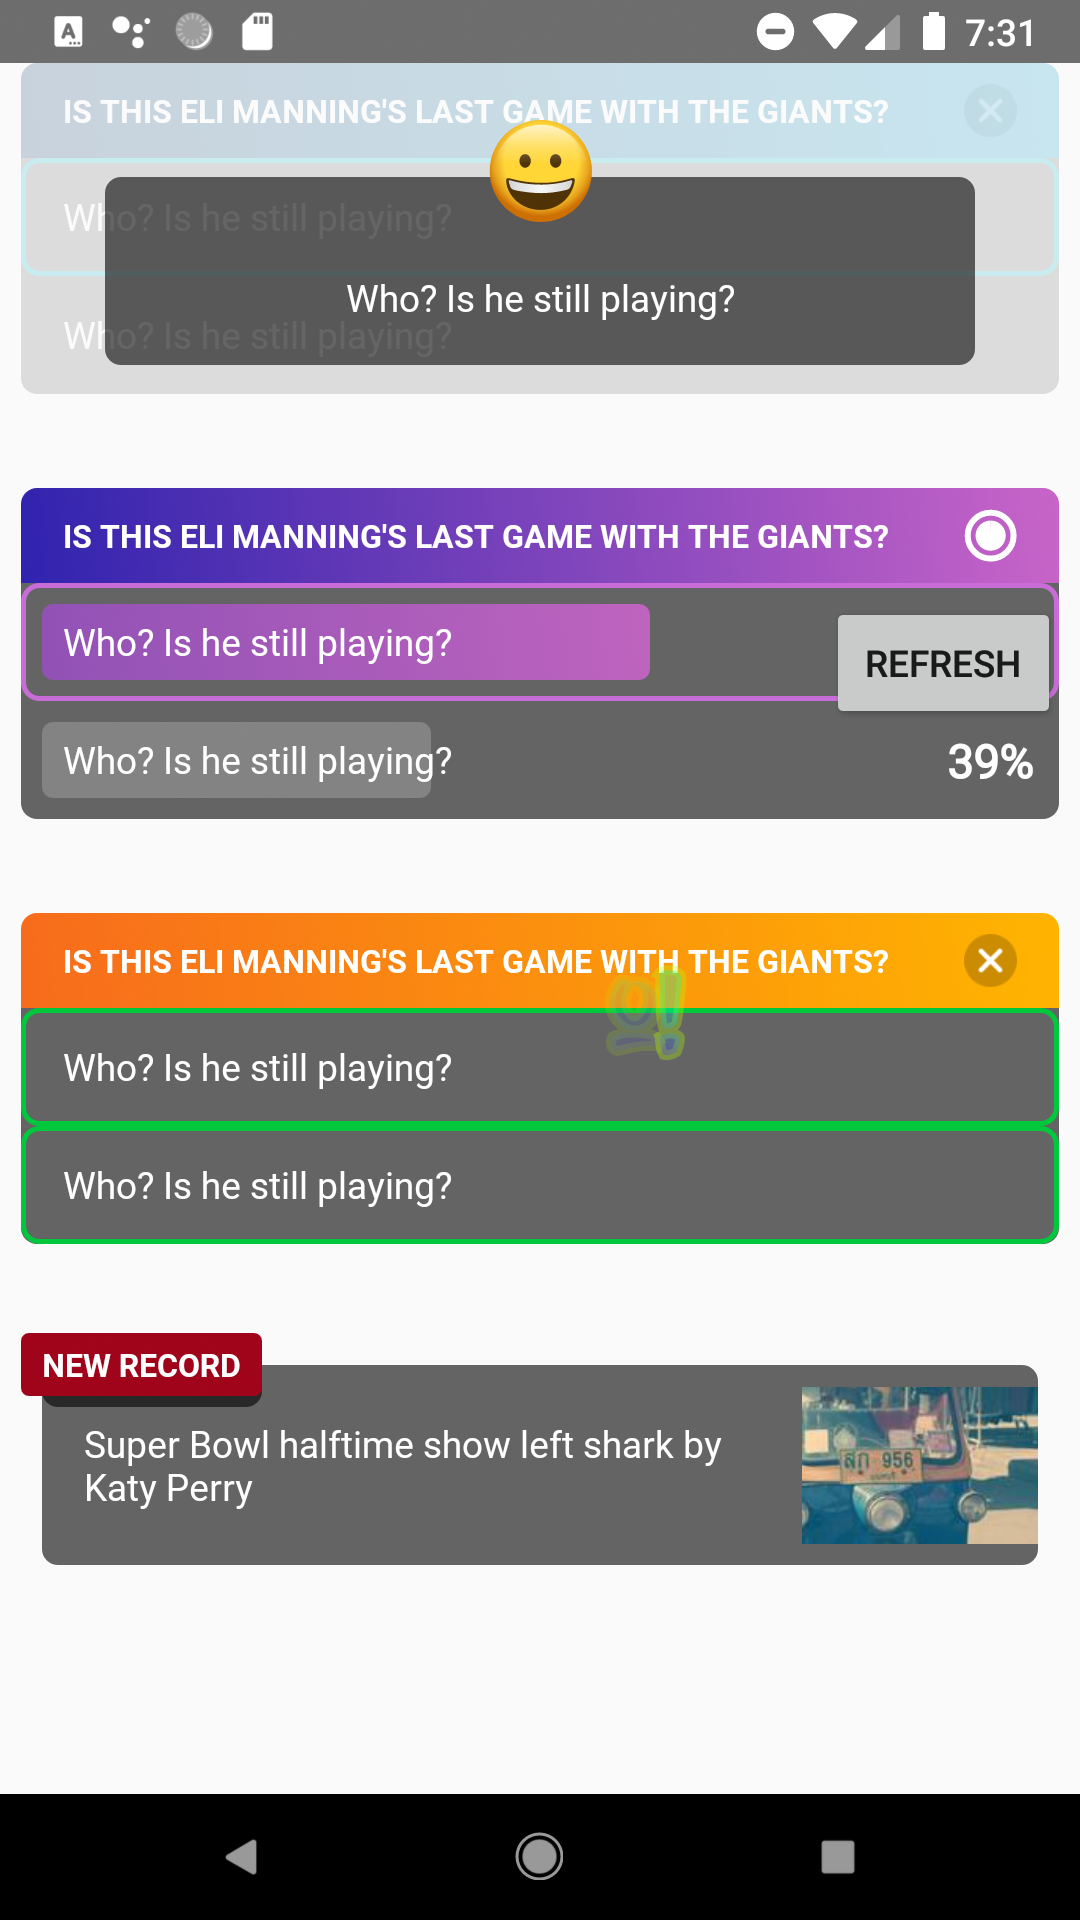 7:31
IS THIS ELI MANNING'S LAST GAME WITH THE GIANTS?
Who? Is he still playing?
Who? Is he still playing?
Who? Is he still playing?
IS THIS ELI MANNING'S LAST GAME WITH THE GIANTS?
Who? Is he still playing?
REFRESH
Who? Is he still playing? 39%
IS THIS ELI MANNING'S LAST GAME WITH THE GIANTS?
Who? Is he still playing?
Who? Is he still playing?
NEW RECORD
Super Bowl halftime show left shark by
Katy Perry
สฎ 956